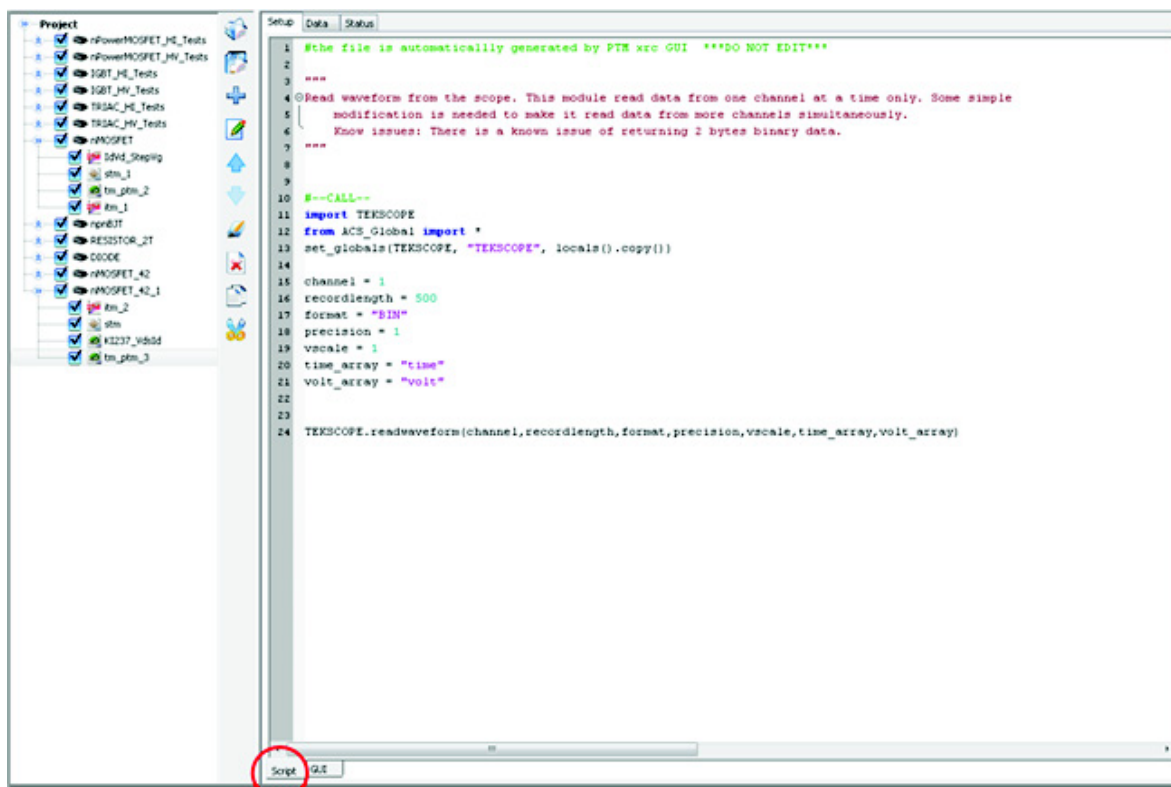 Project
nPowerMOSFET_HI_Tests
nPowerMOSFET_HV_Tests
IGBT_HI_Tests
IGBT_HV_Tests
TRIAC_HI_Tests
TRIAC_HV_Tests
nMOSFET
IdVd_StepVg
stm_1
tm_ptm_2
itm_1
npnBJT
RESISTOR_2T
DIODE
nMOSFET_42
nMOSFET_42_1
itm_2
stm
KI237_VdsId
tm_ptm_3
Setup Data Status
1 #the file is automaticallly generated by PTM xrc GUI ***DO NOT EDIT***
2
3 """
4 Read waveform from the scope. This module read data from one channel at a time only. Some simple
5 modification is needed to make it read data from more channels simultaneously.
6 Know issues: There is a known issue of returning 2 bytes binary data.
7 """
8
9
10 #--CALL--
11 import TEKSCOPE
12 from ACS_Global import *
13 set_globals(TEKSCOPE, "TEKSCOPE", locals().copy())
14
15 channel = 1
16 recordlength = 500
17 format = "BIN"
18 precision = 1
19 vscale = 1
20 time_array = "time"
21 volt_array = "volt"
22
23
24 TEKSCOPE.readwaveform(channel,recordlength,format,precision,vscale,time_array,volt_array)
Script GUI